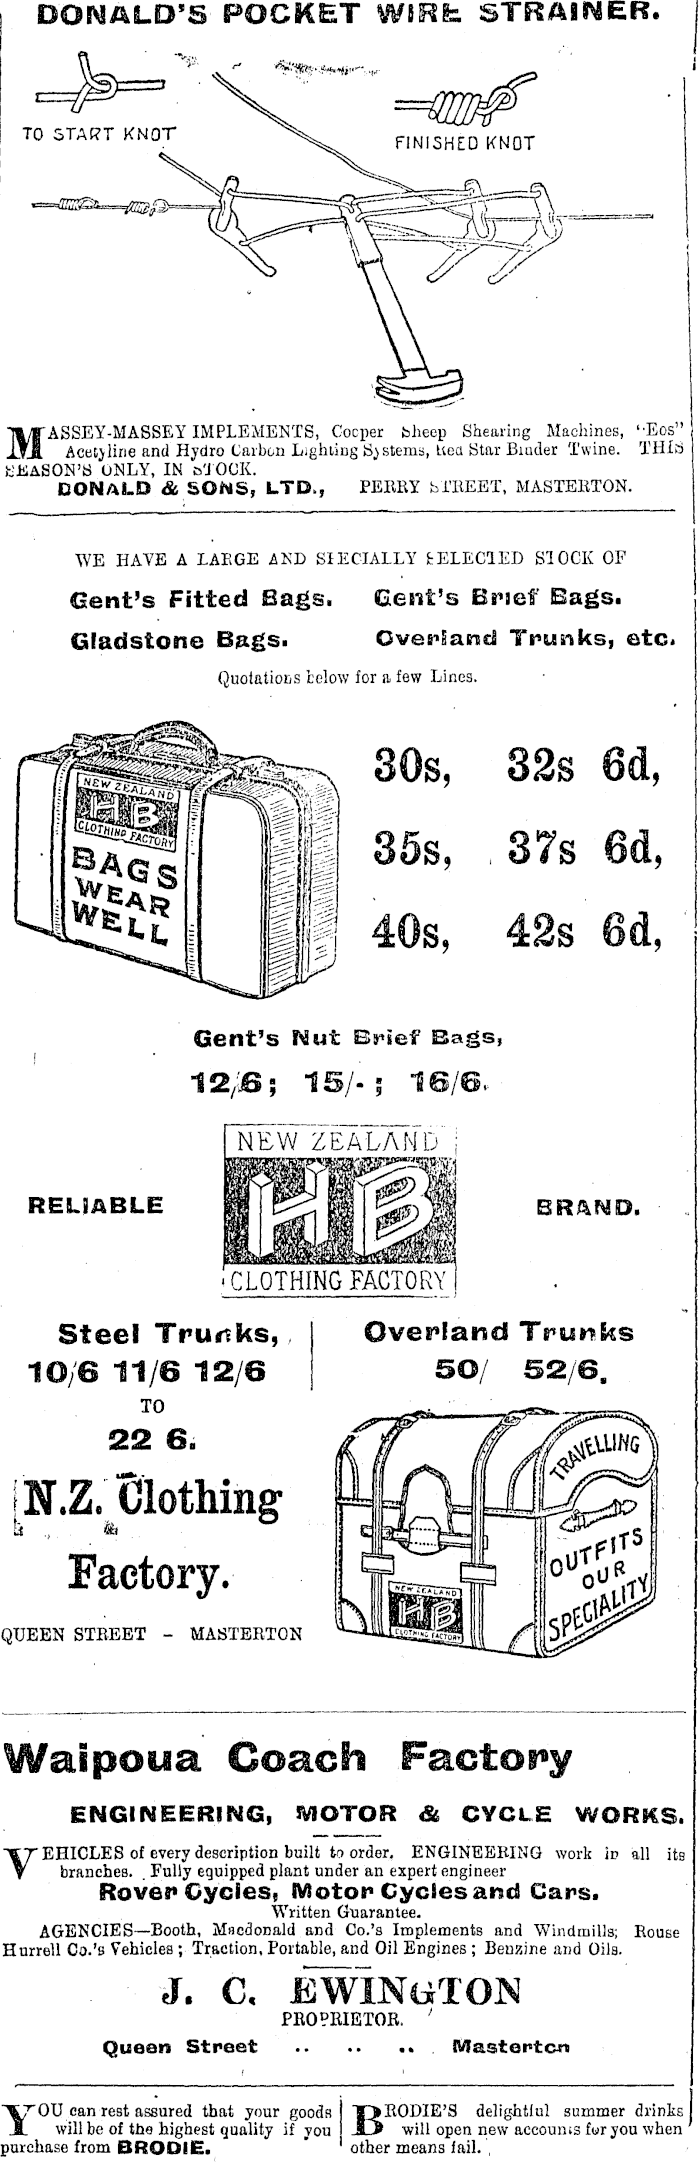 DONALD'S POCKET WIRE STRAINER.
TO START KNOT
FINISHED KNOT
MASSEY-MASSEY IMPLEMENTS, Cooper Sheep Shearing Machines, "Eos"
Acetyline and Hydro Carbon Lighting Systems, Red Star Binder Twine. THIS
SEASON'S ONLY, IN STOCK.
DONALD & SONS, LTD., PERRY STREET, MASTERTON.
WE HAVE A LARGE AND SPECIALLY SELECTED STOCK OF
Gent's Fitted Bags. Gent's Brief Bags.
Gladstone Bags. Overland Trunks, etc.
Quotations below for a few Lines.
NEW ZEALAND
HB
CLOTHING FACTORY
BAGS
WEAR
WELL
30s, 32s 6d,
35s, 37s 6d,
40s, 42s 6d,
Gent's Nut Brief Bags,
12/6; 15/-; 16/6.
NEW ZEALAND
RELIABLE HB BRAND.
CLOTHING FACTORY
Steel Trunks,
10/6 11/6 12/6
TO
22 6.
N.Z. Clothing
Factory.
QUEEN STREET - MASTERTON
Overland Trunks
50/ 52/6.
TRAVELLING
OUTFITS
OUR
SPECIALITY
NEW ZEALAND
HB
CLOTHING FACTORY
Waipoua Coach Factory
ENGINEERING, MOTOR & CYCLE WORKS.
VEHICLES of every description built to order. ENGINEERING work in all its
branches. Fully equipped plant under an expert engineer
Rover Cycles, Motor Cycles and Cars.
Written Guarantee.
AGENCIES—Booth, Macdonald and Co.'s Implements and Windmills; Rouse
Hurrell Co.'s Vehicles; Traction, Portable, and Oil Engines; Benzine and Oils.
J. C. EWINGTON
PROPRIETOR.
Queen Street .. .. .. Masterton
YOU can rest assured that your goods
will be of the highest quality if you
purchase from BRODIE.
BRODIE'S delightful summer drinks
will open new accounts for you when
other means fail.